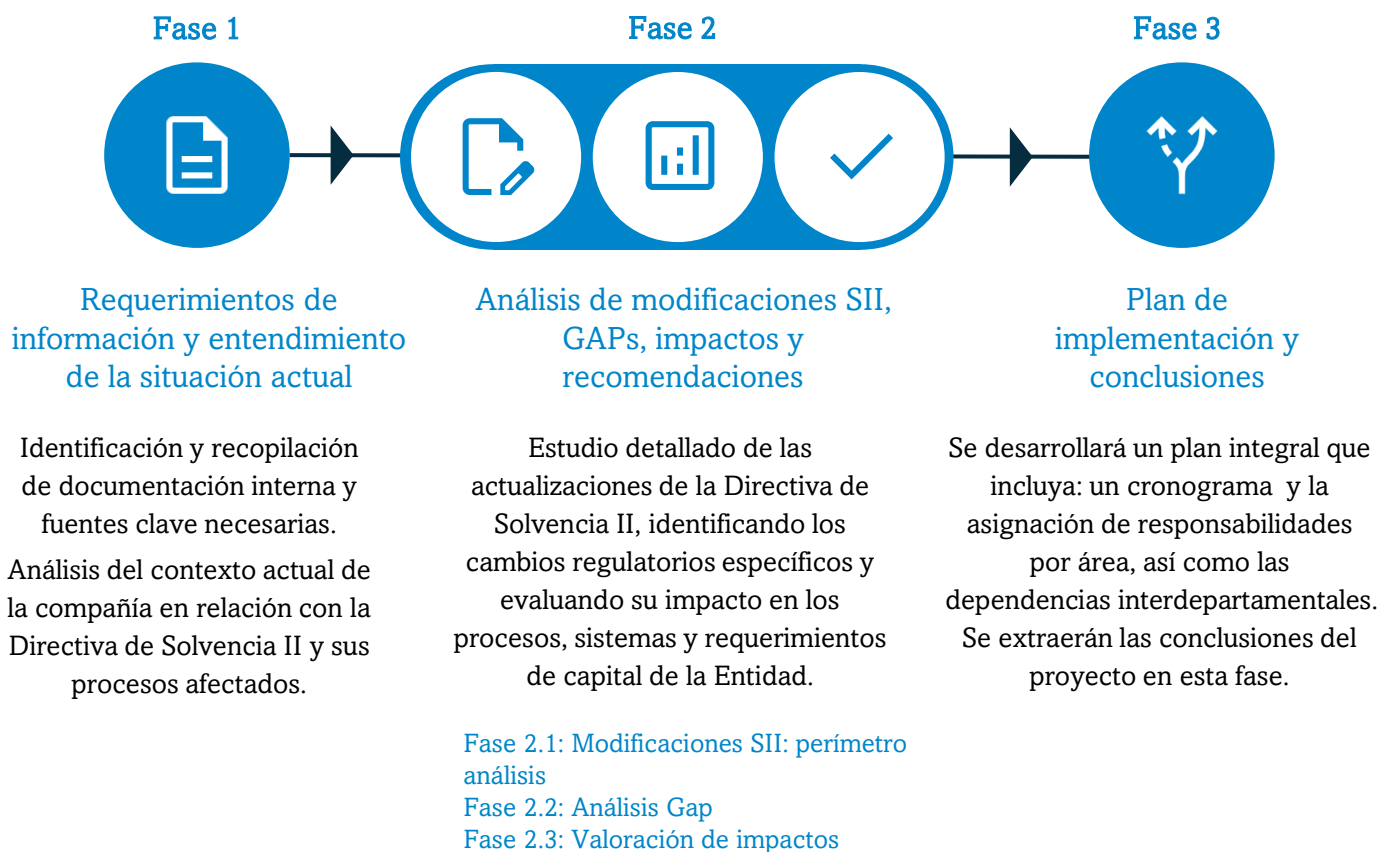 Fase 1
Requerimientos de
información y entendimiento
de la situación actual
Identificación y recopilación
de documentación interna y
fuentes clave necesarias.
Análisis del contexto actual de
la compañía en relación con la
Directiva de Solvencia II y sus
procesos afectados.
Fase 2
Análisis de modificaciones SII,
GAPs, impactos y
recomendaciones
Estudio detallado de las
actualizaciones de la Directiva de
Solvencia II, identificando los
cambios regulatorios específicos y
evaluando su impacto en los
procesos, sistemas y requerimientos
de capital de la Entidad.
Fase 2.1: Modificaciones SII: perímetro
análisis
Fase 2.2: Análisis Gap
Fase 2.3: Valoración de impactos
Fase 3
Plan de
implementación y
conclusiones
Se desarrollará un plan integral que
incluya: un cronograma y la
asignación de responsabilidades
por área, así como las
dependencias interdepartamentales.
Se extraerán las conclusiones del
proyecto en esta fase.